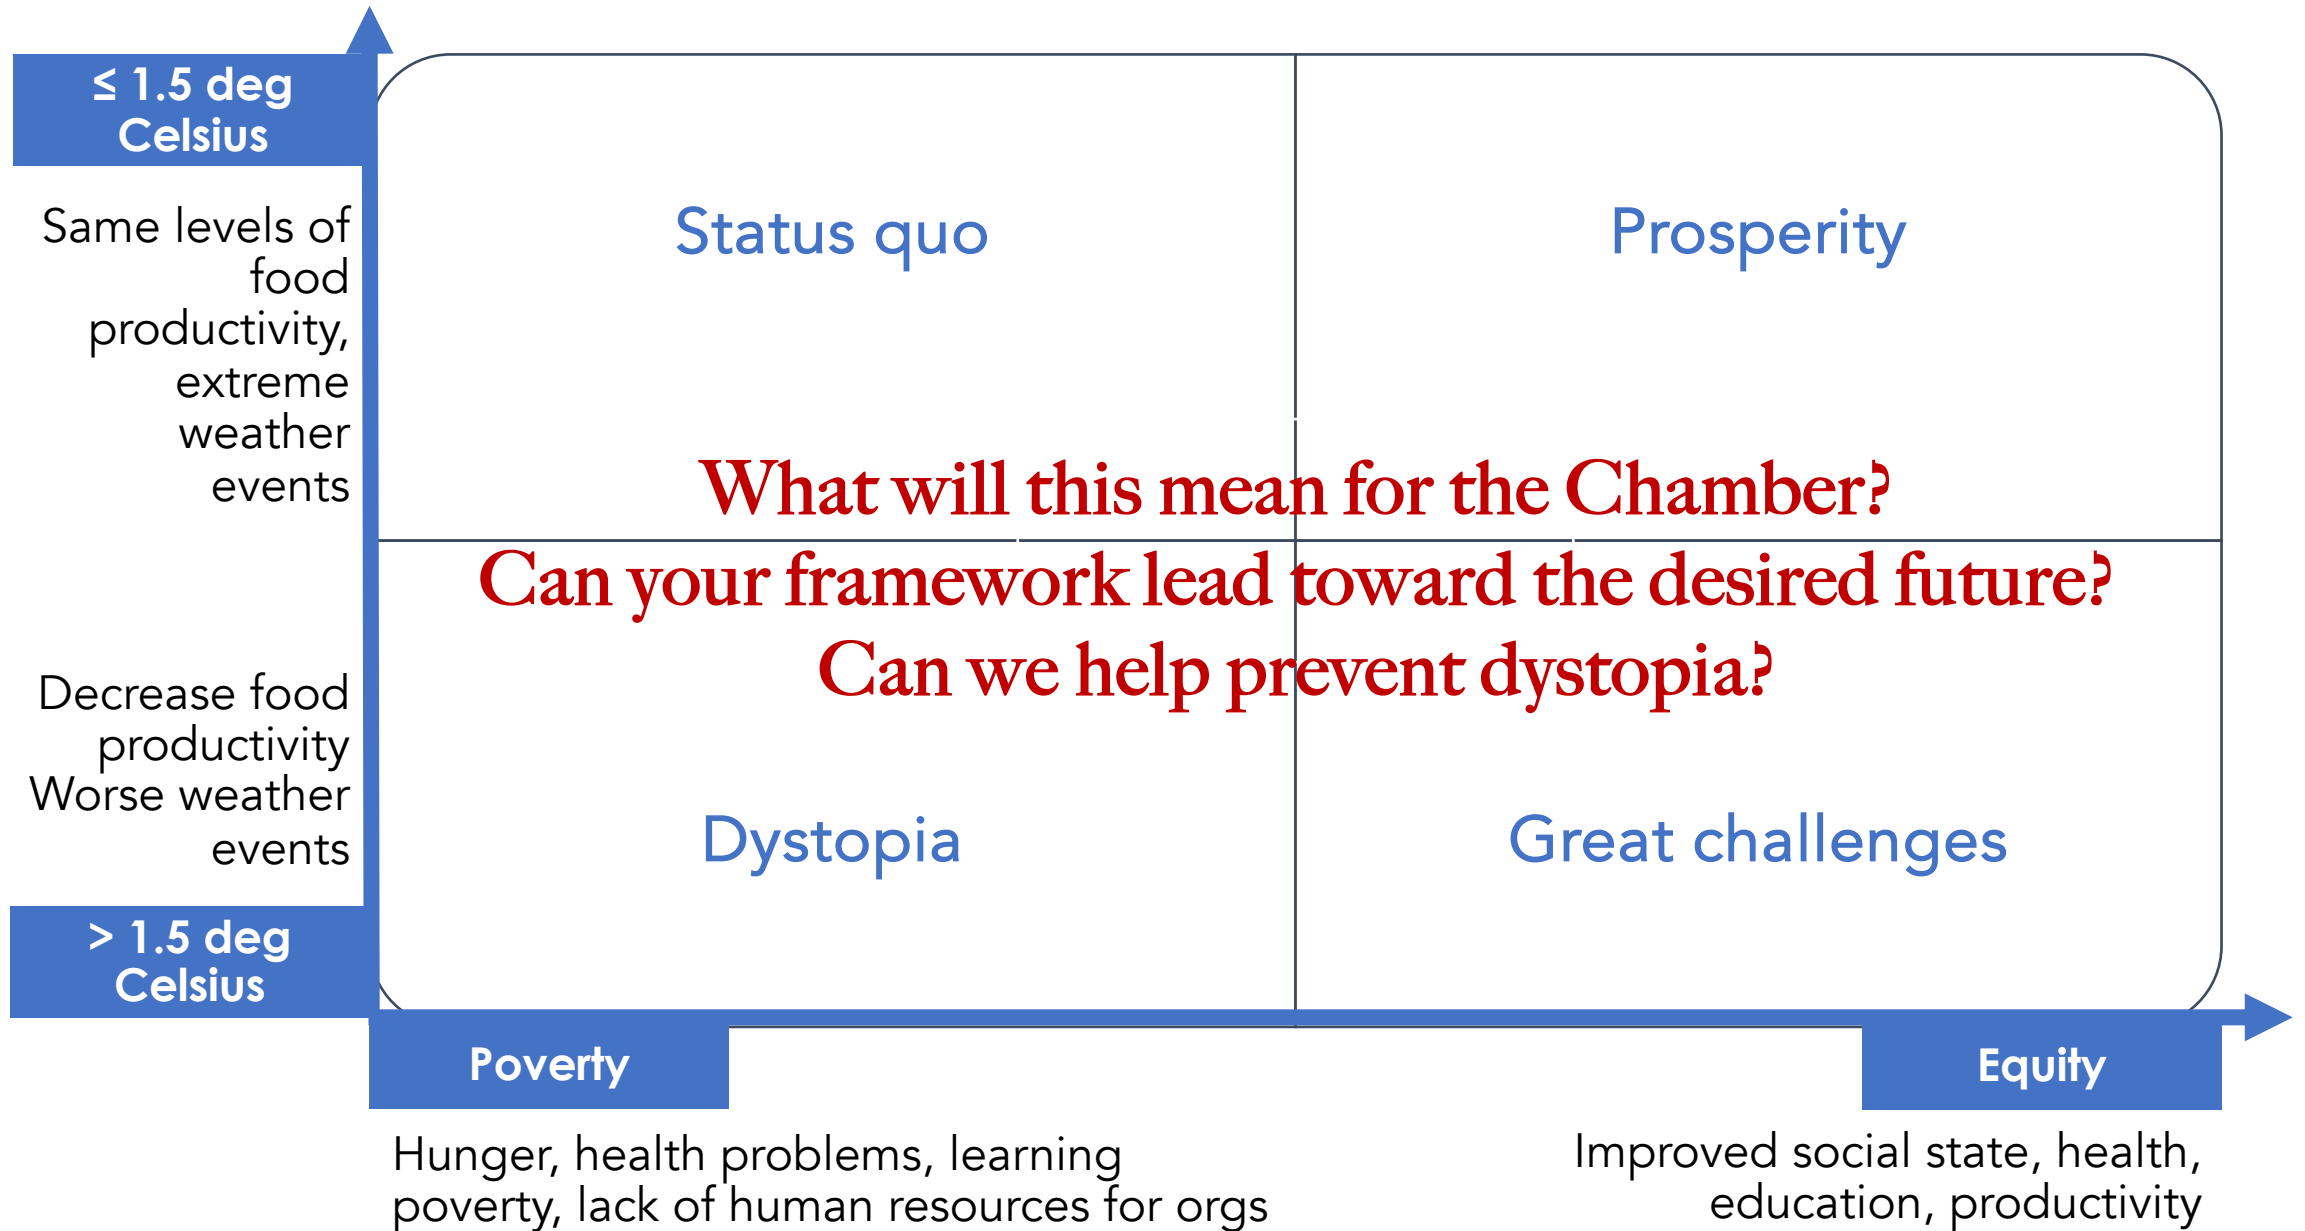 ≤ 1.5 deg
Celsius
Same levels of
food
productivity,
extreme
weather
events
Decrease food
productivity
Worse weather
events
> 1.5 deg
Celsius
Status quo
Prosperity
What will this mean for the Chamber?
Can your framework lead toward the desired future?
Can we help prevent dystopia?
Dystopia
Great challenges
Poverty
Equity
Hunger, health problems, learning
poverty, lack of human resources for orgs
Improved social state, health,
education, productivity